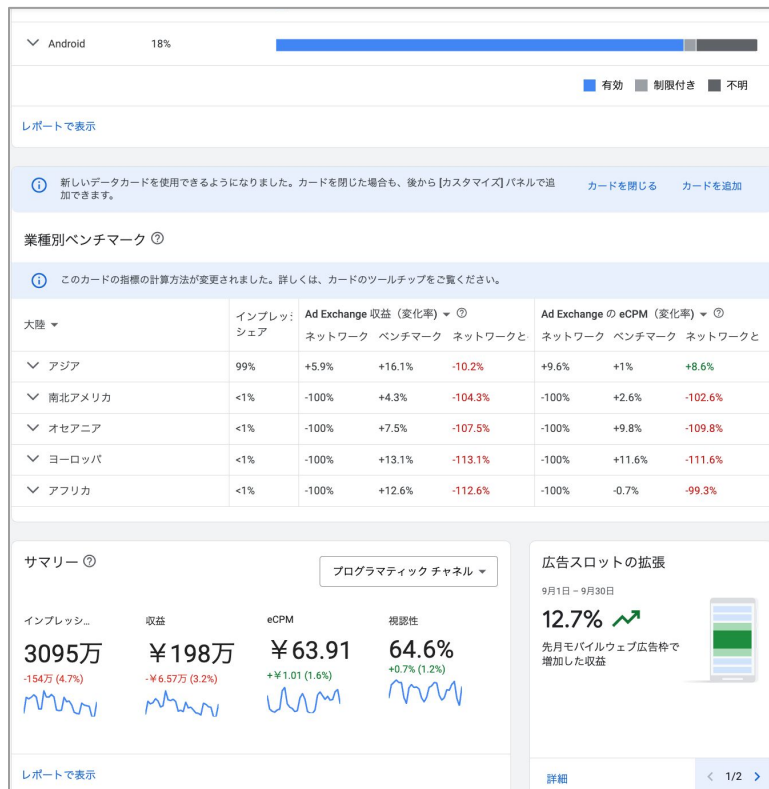 Android 18%
有効 制限付き 不明
レポートで表示
新しいデータカードを使用できるようになりました。カードを閉じた場合も、後から [カスタマイズ] パネルで追
加できます。
カードを閉じる カードを追加
業種別ベンチマーク
このカードの指標の計算方法が変更されました。詳しくは、カードのツールチップをご覧ください。
大陸 インプレッシ シェア Ad Exchange 収益（変化率） Ad Exchange の eCPM（変化率）
ネットワーク ベンチマーク ネットワークと ネットワーク ベンチマーク ネットワークと
アジア 99% +5.9% +16.1% -10.2% +9.6% +1% +8.6%
南北アメリカ <1% -100% +4.3% -104.3% -100% +2.6% -102.6%
オセアニア <1% -100% +7.5% -107.5% -100% +9.8% -109.8%
ヨーロッパ <1% -100% +13.1% -113.1% -100% +11.6% -111.6%
アフリカ <1% -100% +12.6% -112.6% -100% -0.7% -99.3%
サマリー
プログラマティック チャネル
インプレッシ... 収益 eCPM 視認性
3095万 ￥198万 ￥63.91 64.6%
-154万 (4.7%) -￥6.57万 (3.2%) +￥1.01 (1.6%) +0.7% (1.2%)
レポートで表示
広告スロットの拡張
9月1日 – 9月30日
12.7%
先月モバイルウェブ広告枠で
増加した収益
詳細 1/2